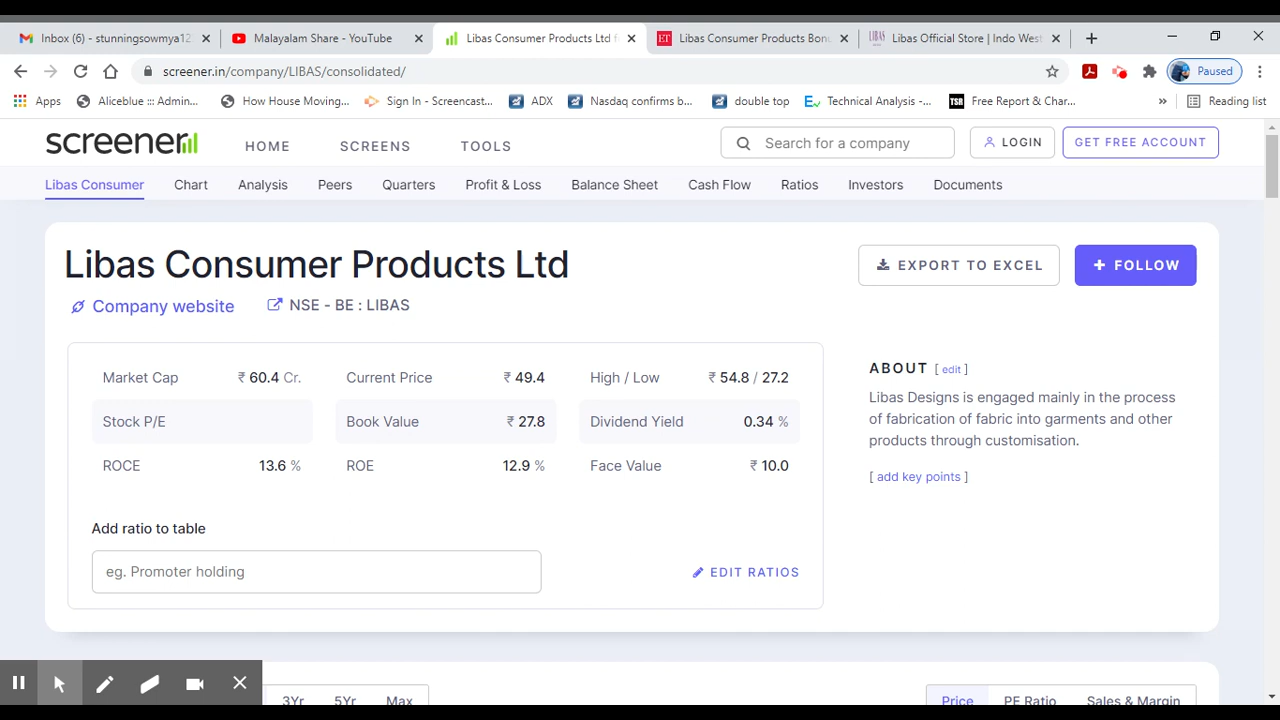 Inbox (6) - stunningsowmya12
Malayalam Share - YouTube
Libas Consumer Products Ltd f
Libas Consumer Products Bonu
Libas Official Store | Indo West
screener.in/company/LIBAS/consolidated/
Paused
Apps
Aliceblue ::: Admin...
How House Moving...
Sign In - Screencast...
ADX
Nasdaq confirms b...
double top
Technical Analysis -...
TSR
Free Report & Char...
»
Reading list
screener
HOME
SCREENS
TOOLS
Search for a company
LOGIN
GET FREE ACCOUNT
Libas Consumer
Chart
Analysis
Peers
Quarters
Profit & Loss
Balance Sheet
Cash Flow
Ratios
Investors
Documents
Libas Consumer Products Ltd
EXPORT TO EXCEL
+ FOLLOW
Company website
NSE - BE : LIBAS
Market Cap ₹ 60.4 Cr.
Current Price ₹ 49.4
High / Low ₹ 54.8 / 27.2
Stock P/E
Book Value ₹ 27.8
Dividend Yield 0.34 %
ROCE 13.6 %
ROE 12.9 %
Face Value ₹ 10.0
Add ratio to table
eg. Promoter holding
EDIT RATIOS
ABOUT [ edit ]
Libas Designs is engaged mainly in the process
of fabrication of fabric into garments and other
products through customisation.
[ add key points ]
3Yr
5Yr
Max
Price
PE Ratio
Sales & Margin